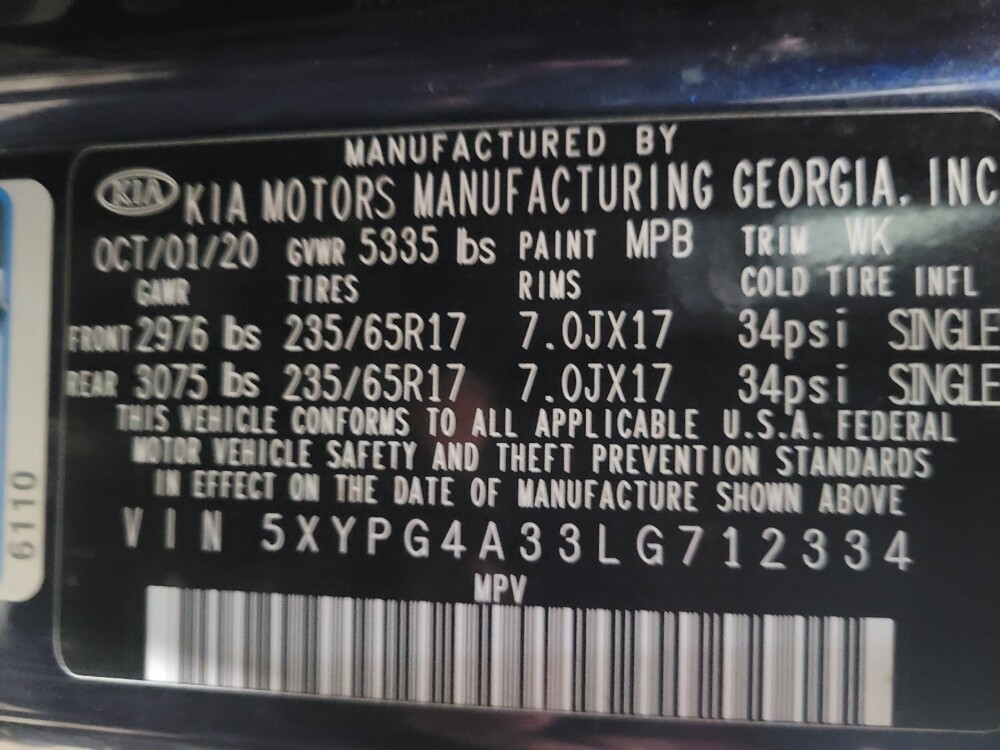 MANUFACTURED BY
KIA KIA MOTORS MANUFACTURING GEORGIA, INC
OCT/01/20 GVWR 5335 lbs PAINT MPB TRIM WK
GAWR TIRES RIMS COLD TIRE INFL
FRONT 2976 lbs 235/65R17 7.0JX17 34psi SINGLE
REAR 3075 lbs 235/65R17 7.0JX17 34psi SINGLE
THIS VEHICLE CONFORMS TO ALL APPLICABLE U.S.A. FEDERAL
MOTOR VEHICLE SAFETY AND THEFT PREVENTION STANDARDS
IN EFFECT ON THE DATE OF MANUFACTURE SHOWN ABOVE
VIN 5XYPG4A33LG712334
MPV
6110